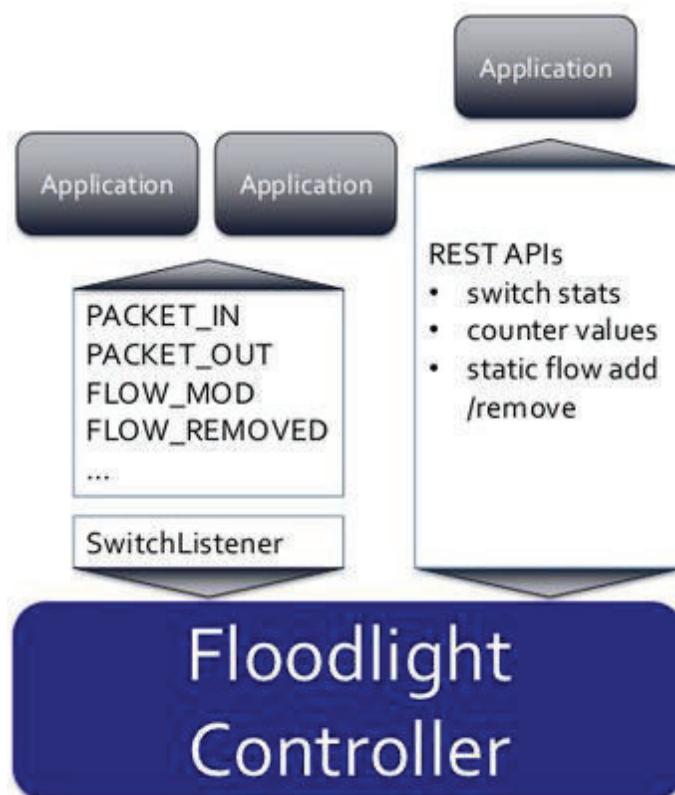 Application
Application
Application
PACKET_IN
PACKET_OUT
FLOW_MOD
FLOW_REMOVED
...
SwitchListener
REST APIs
• switch stats
• counter values
• static flow add
/remove
Floodlight
Controller